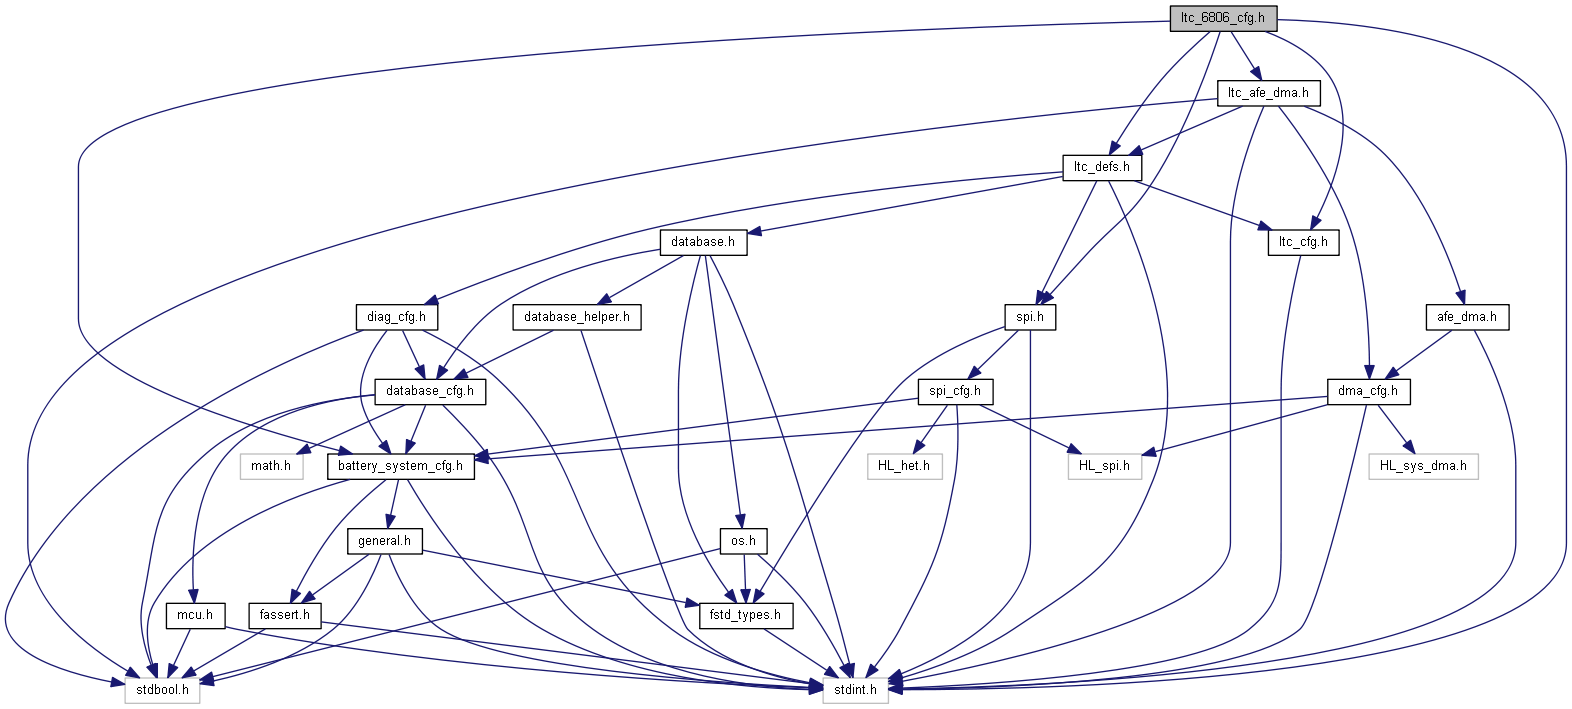 ltc_6806_cfg.h
ltc_afe_dma.h
ltc_defs.h
database.h
ltc_cfg.h
diag_cfg.h
database_helper.h
spi.h
afe_dma.h
database_cfg.h
spi_cfg.h
dma_cfg.h
math.h
battery_system_cfg.h
HL_het.h
HL_spi.h
HL_sys_dma.h
general.h
os.h
mcu.h
fassert.h
fstd_types.h
stdbool.h
stdint.h